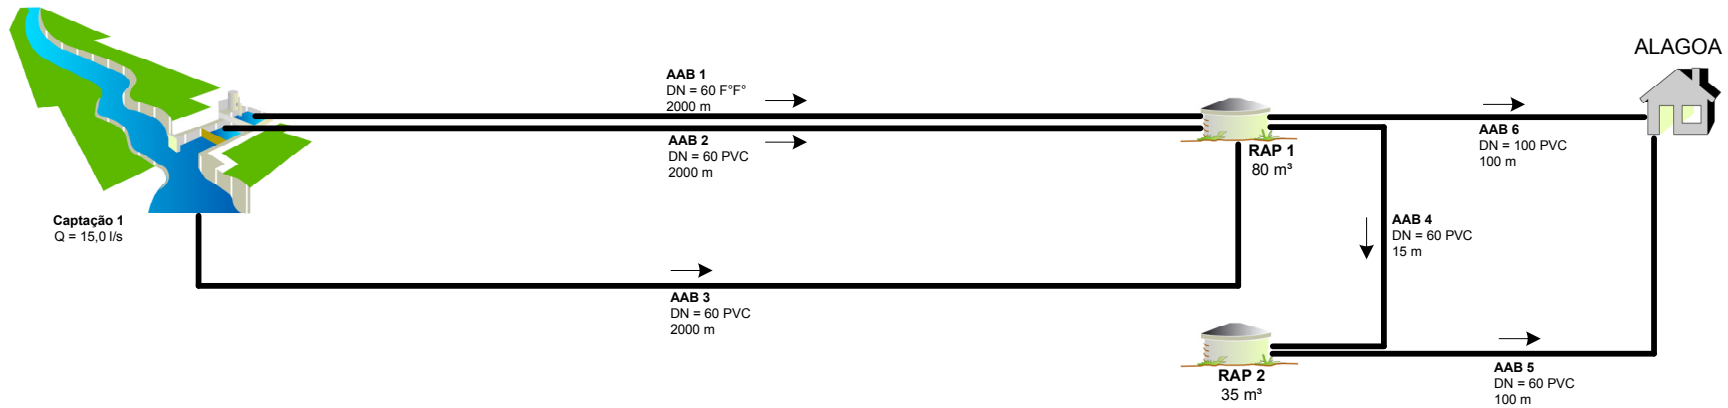 ALAGOA
AAB 1
DN = 60 F°F°
2000 m
AAB 2
DN = 60 PVC
2000 m
RAP 1
80 m³
AAB 6
DN = 100 PVC
100 m
Captação 1
Q = 15,0 l/s
AAB 4
DN = 60 PVC
15 m
AAB 3
DN = 60 PVC
2000 m
RAP 2
35 m³
AAB 5
DN = 60 PVC
100 m